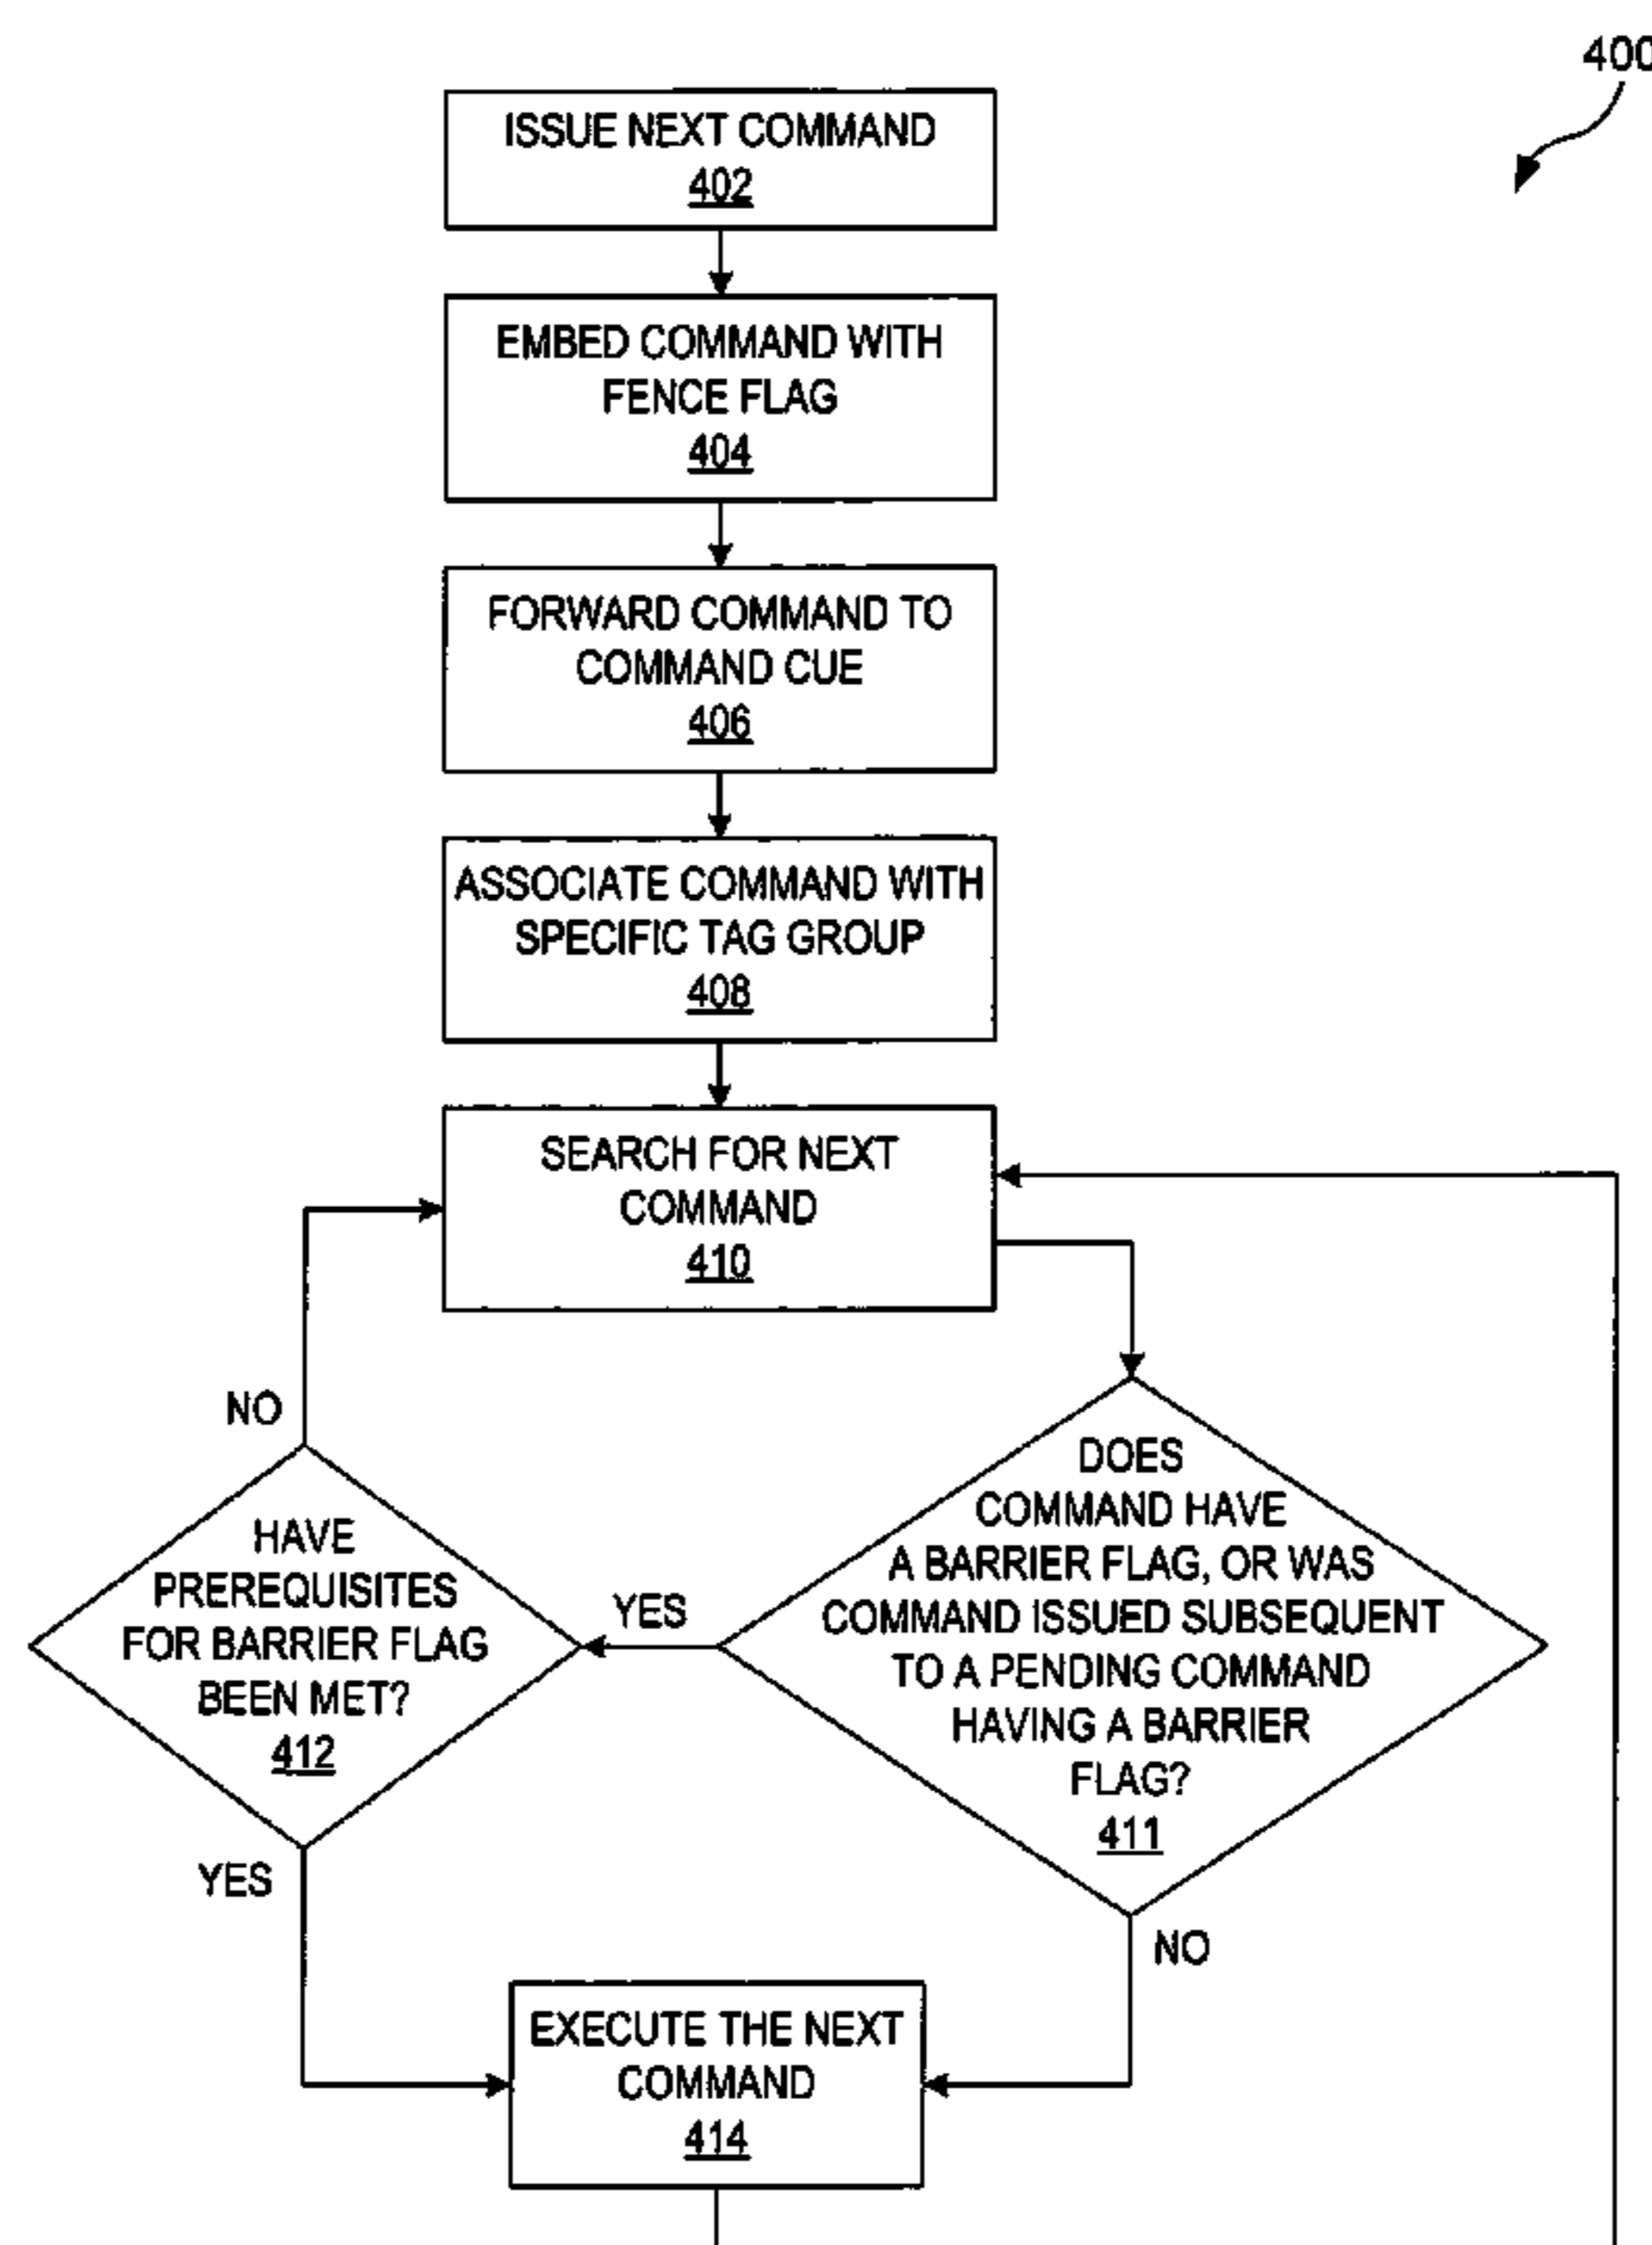 400
ISSUE NEXT COMMAND
402
EMBED COMMAND WITH
FENCE FLAG
404
FORWARD COMMAND TO
COMMAND CUE
406
ASSOCIATE COMMAND WITH
SPECIFIC TAG GROUP
408
SEARCH FOR NEXT
COMMAND
410
NO
HAVE
PREREQUISITES
FOR BARRIER FLAG
BEEN MET?
412
YES
YES
DOES
COMMAND HAVE
A BARRIER FLAG, OR WAS
COMMAND ISSUED SUBSEQUENT
TO A PENDING COMMAND
HAVING A BARRIER
FLAG?
411
NO
EXECUTE THE NEXT
COMMAND
414